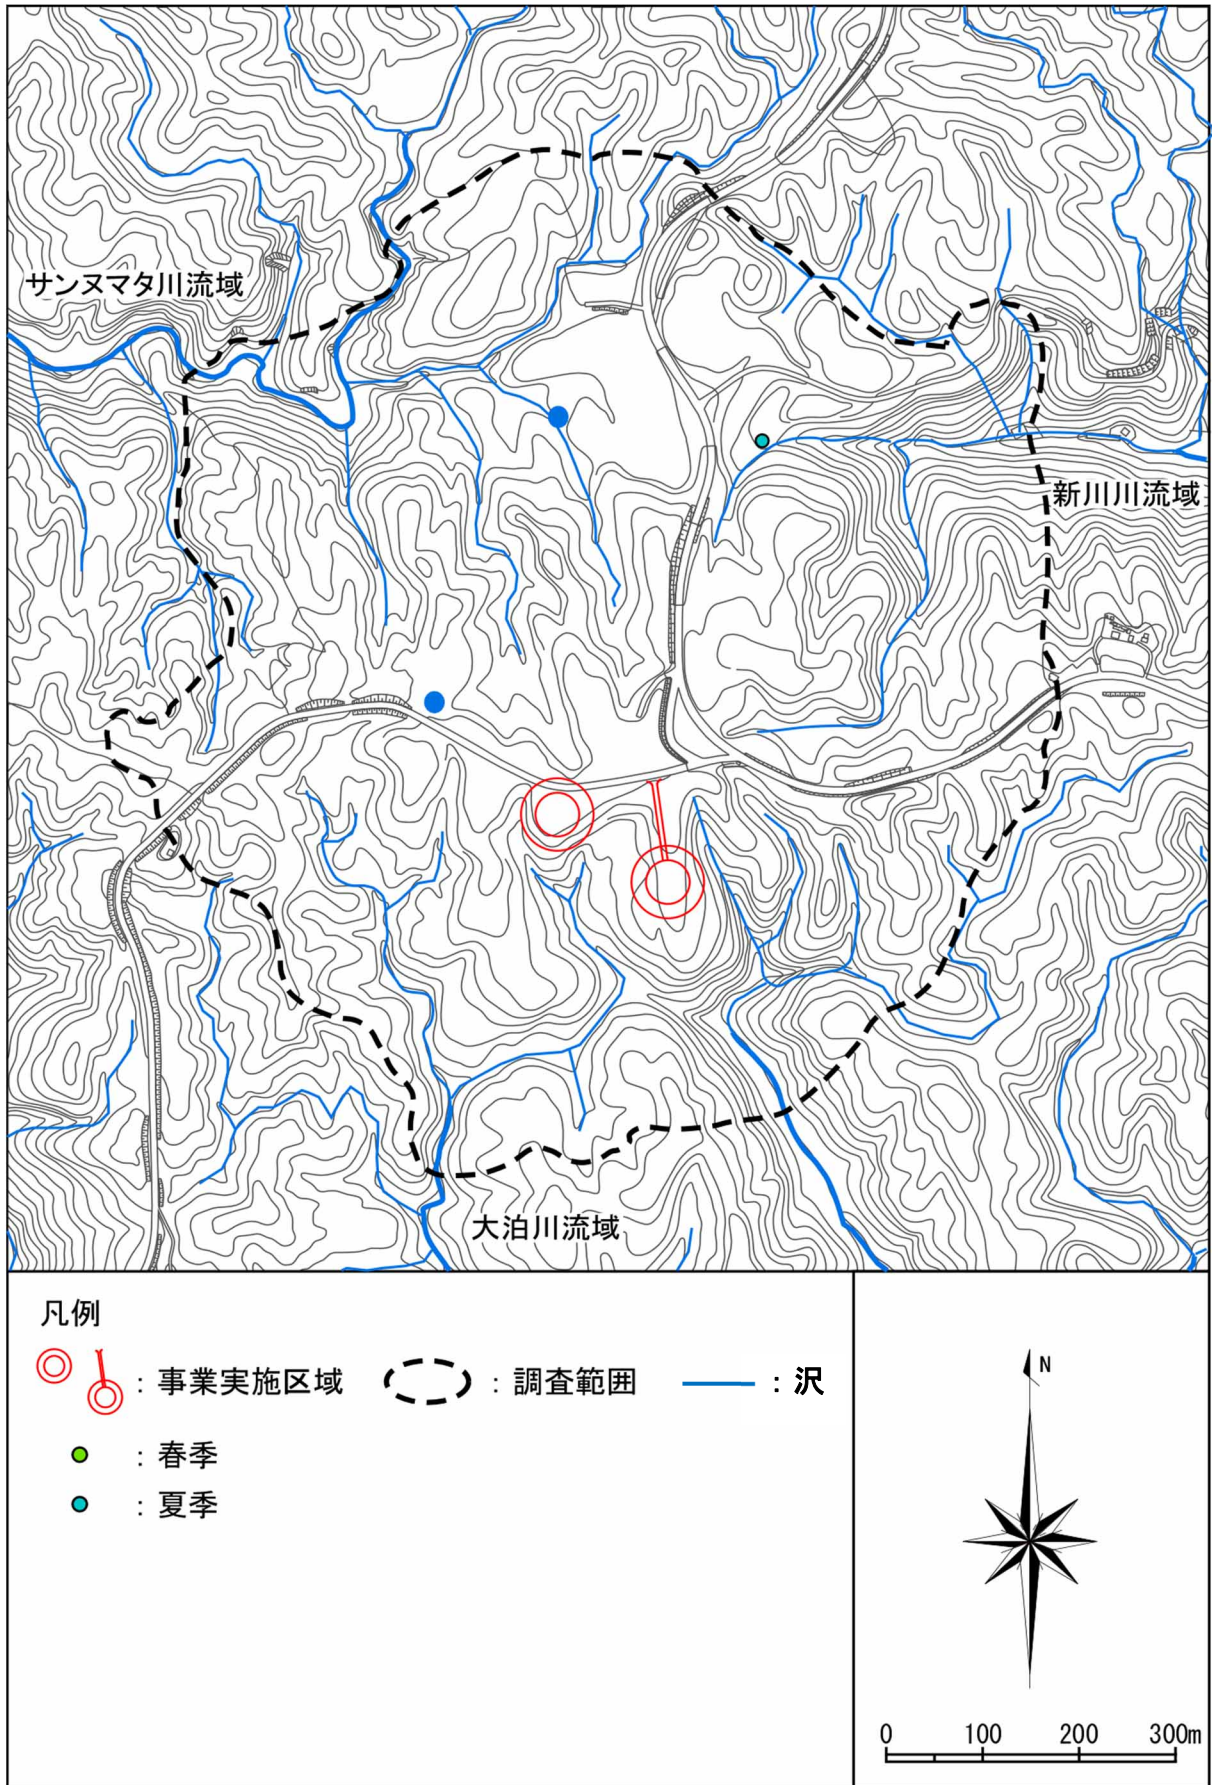 サンヌマタ川流域
新川川流域
大泊川流域
凡例
：事業実施区域
：調査範囲
：沢
：春季
：夏季
N
0 100 200 300m